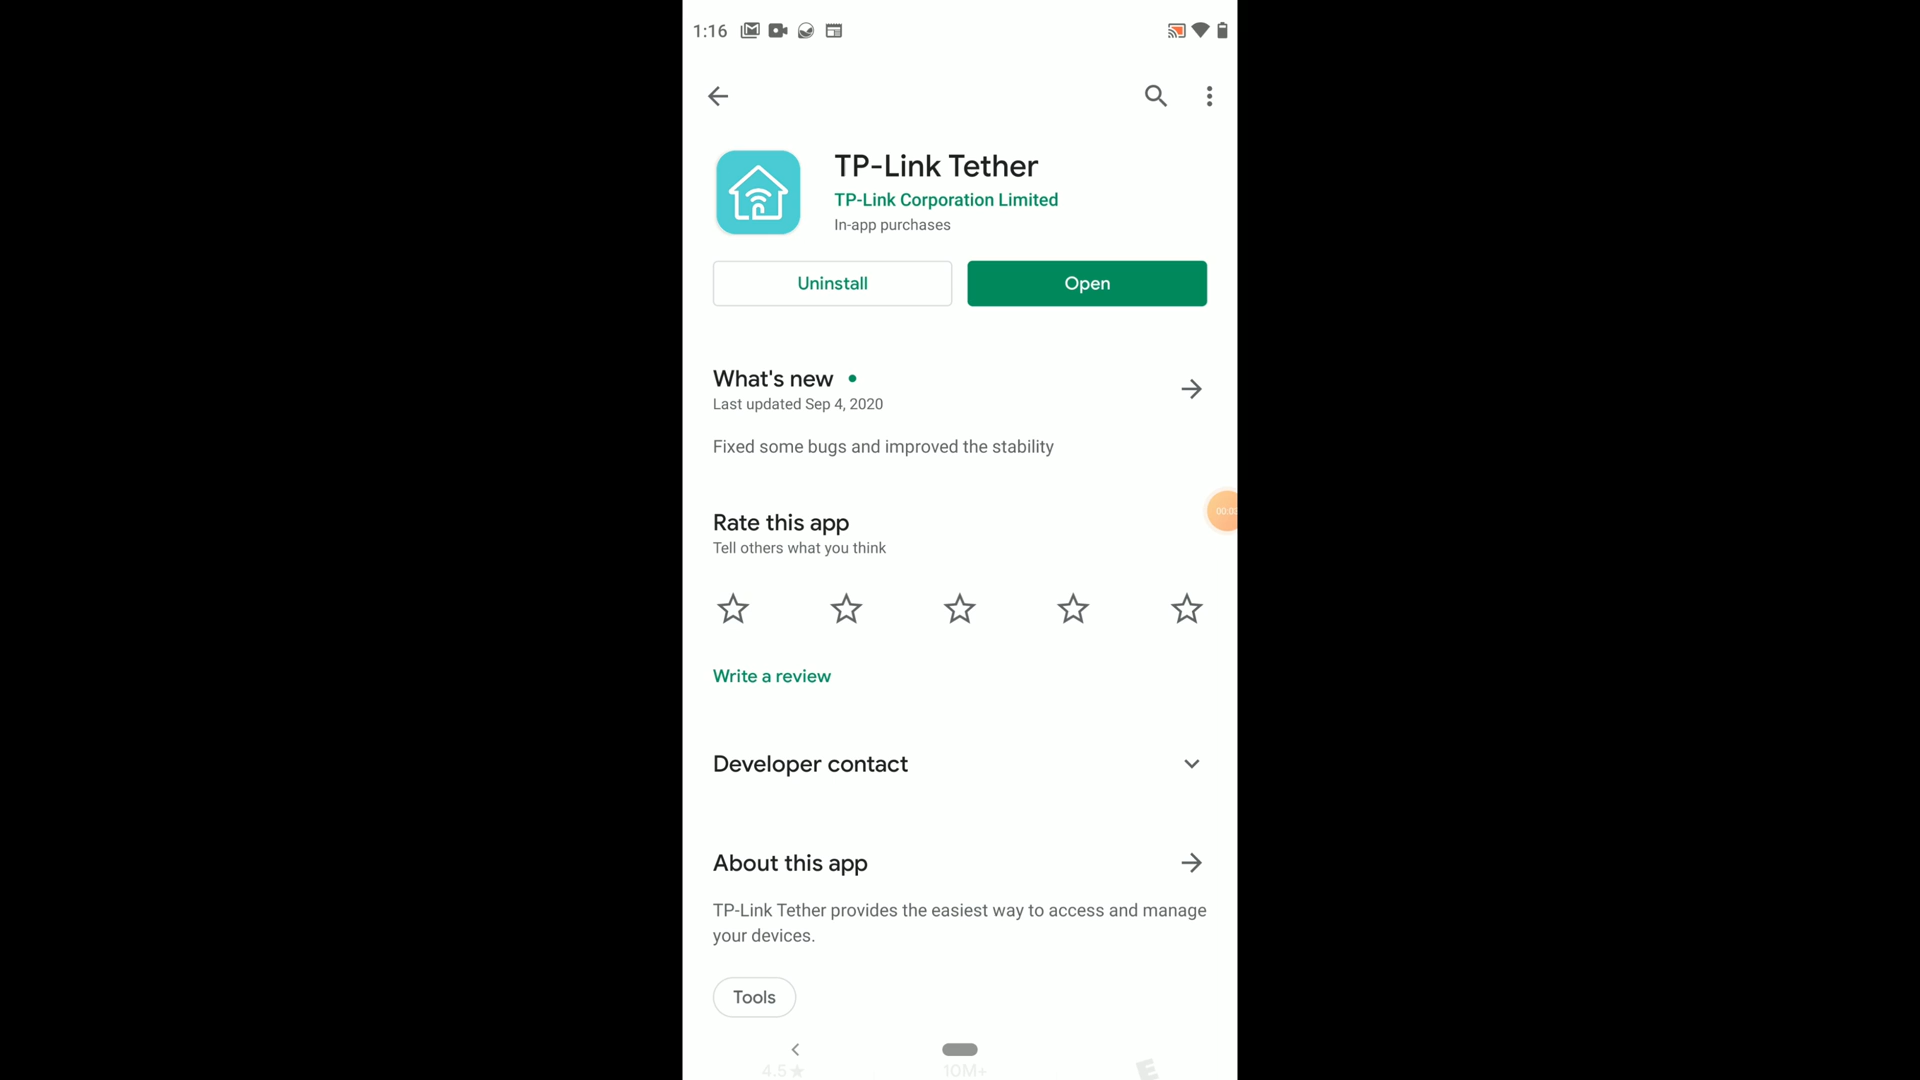 1:16
TP-Link Tether
TP-Link Corporation Limited
In-app purchases
Uninstall
Open
What's new
Last updated Sep 4, 2020
Fixed some bugs and improved the stability
Rate this app
Tell others what you think
Write a review
Developer contact
About this app
TP-Link Tether provides the easiest way to access and manage
your devices.
Tools
4.5★
10M+
E